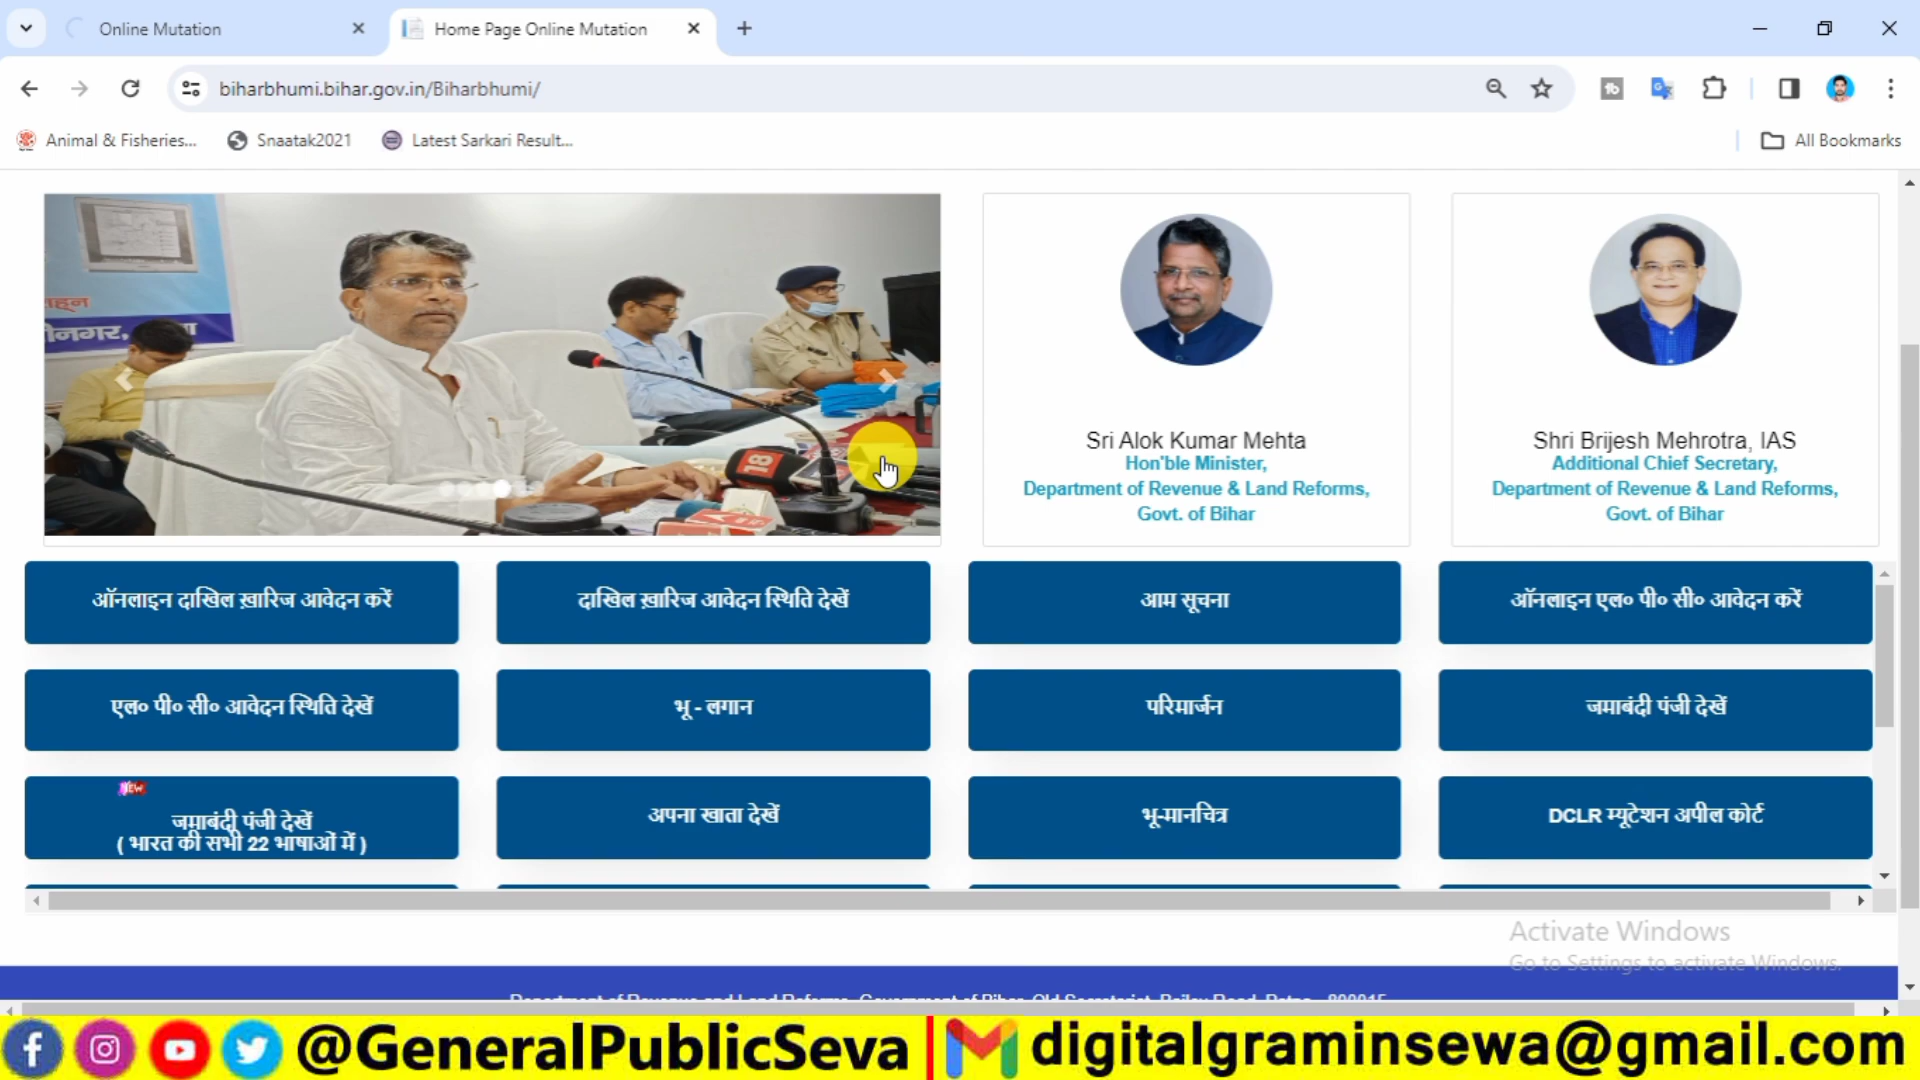 Online Mutation
Home Page Online Mutation
biharbhumi.bihar.gov.in/Biharbhumi/
Animal & Fisheries...
Snaatak2021
Latest Sarkari Result...
All Bookmarks
18
Sri Alok Kumar Mehta
Hon'ble Minister,
Department of Revenue & Land Reforms,
Govt. of Bihar
Shri Brijesh Mehrotra, IAS
Additional Chief Secretary,
Department of Revenue & Land Reforms,
Govt. of Bihar
ऑनलाइन दाखिल ख़ारिज आवेदन करें
दाखिल ख़ारिज आवेदन स्थिति देखें
आम सूचना
ऑनलाइन एल० पी० सी० आवेदन करें
एल० पी० सी० आवेदन स्थिति देखें
भू - लगान
परिमार्जन
जमाबंदी पंजी देखें
NEW
जमाबंदी पंजी देखें
( भारत की सभी 22 भाषाओं में )
अपना खाता देखें
भू-मानचित्र
DCLR म्यूटेशन अपील कोर्ट
Activate Windows
Go to Settings to activate Windows.
@GeneralPublicSeva
digitalgraminsewa@gmail.com